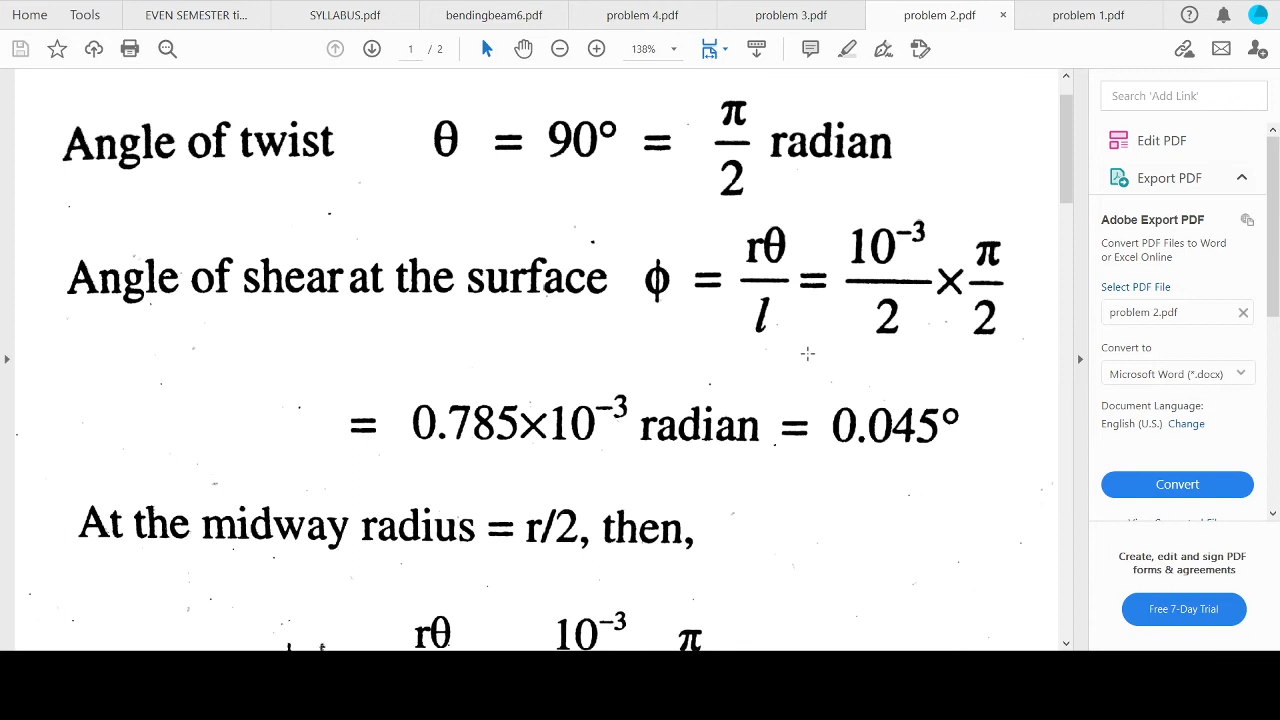 Home Tools EVEN SEMESTER ti... SYLLABUS.pdf bendingbeam6.pdf problem 4.pdf problem 3.pdf problem 2.pdf × problem 1.pdf
1 / 2 138%
Angle of twist θ = 90° = π/2 radian
Angle of shear at the surface ϕ = rθ/l = 10⁻³/2 × π/2
= 0.785×10⁻³ radian = 0.045°
At the midway radius = r/2, then,
rθ 10⁻³ π
Search 'Add Link'
Edit PDF
Export PDF
Adobe Export PDF
Convert PDF Files to Word
or Excel Online
Select PDF File
problem 2.pdf
Convert to
Microsoft Word (*.docx)
Document Language:
English (U.S.) Change
Convert
Create, edit and sign PDF
forms & agreements
Free 7-Day Trial